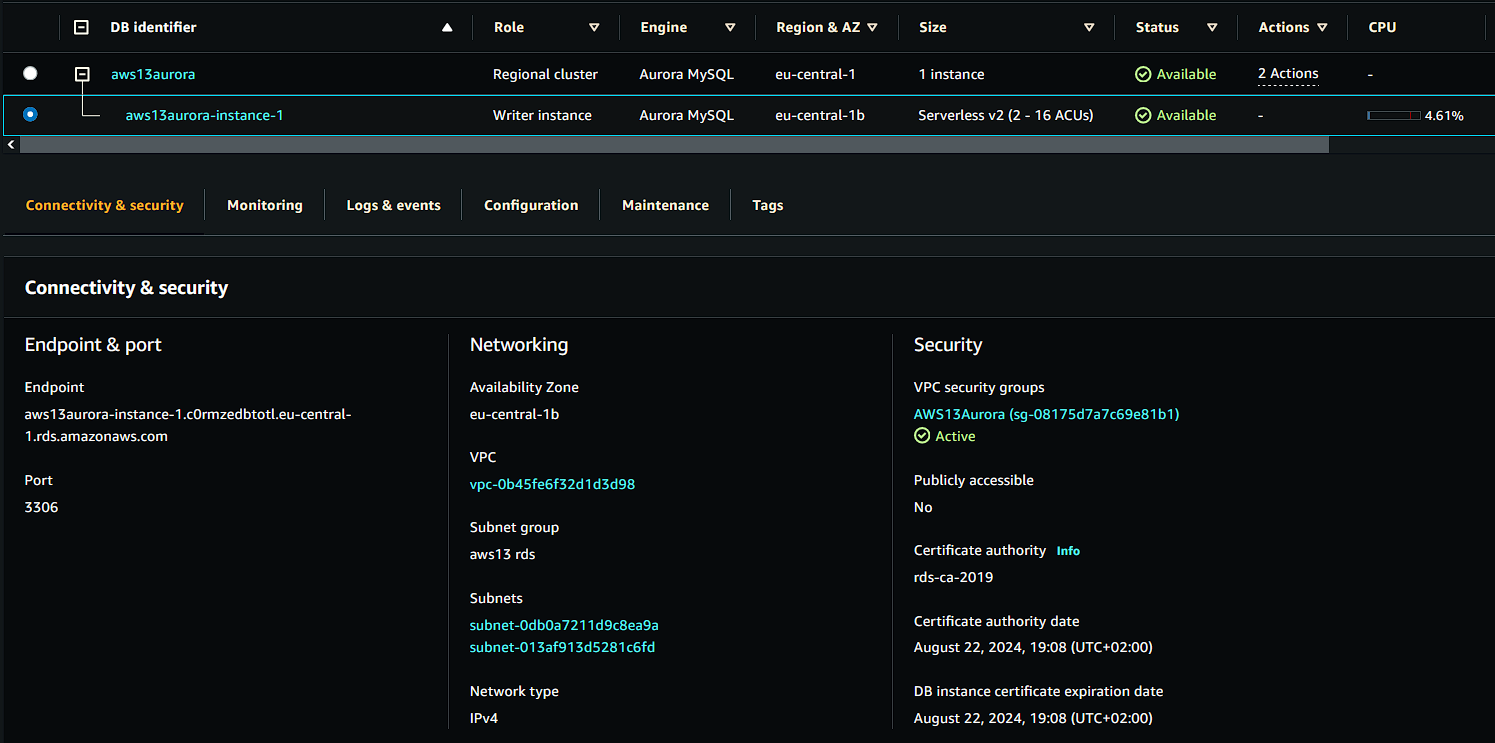 DB identifier Role Engine Region & AZ Size Status Actions CPU
aws13aurora Regional cluster Aurora MySQL eu-central-1 1 instance Available 2 Actions -
aws13aurora-instance-1 Writer instance Aurora MySQL eu-central-1b Serverless v2 (2 - 16 ACUs) Available - 4.61%
Connectivity & security Monitoring Logs & events Configuration Maintenance Tags
Connectivity & security
Endpoint & port
Endpoint
aws13aurora-instance-1.c0rmzedbtotl.eu-central-
1.rds.amazonaws.com
Port
3306
Networking
Availability Zone
eu-central-1b
VPC
vpc-0b45fe6f32d1d3d98
Subnet group
aws13 rds
Subnets
subnet-0db0a7211d9c8ea9a
subnet-013af913d5281c6fd
Network type
IPv4
Security
VPC security groups
AWS13Aurora (sg-08175d7a7c69e81b1)
Active
Publicly accessible
No
Certificate authority Info
rds-ca-2019
Certificate authority date
August 22, 2024, 19:08 (UTC+02:00)
DB instance certificate expiration date
August 22, 2024, 19:08 (UTC+02:00)